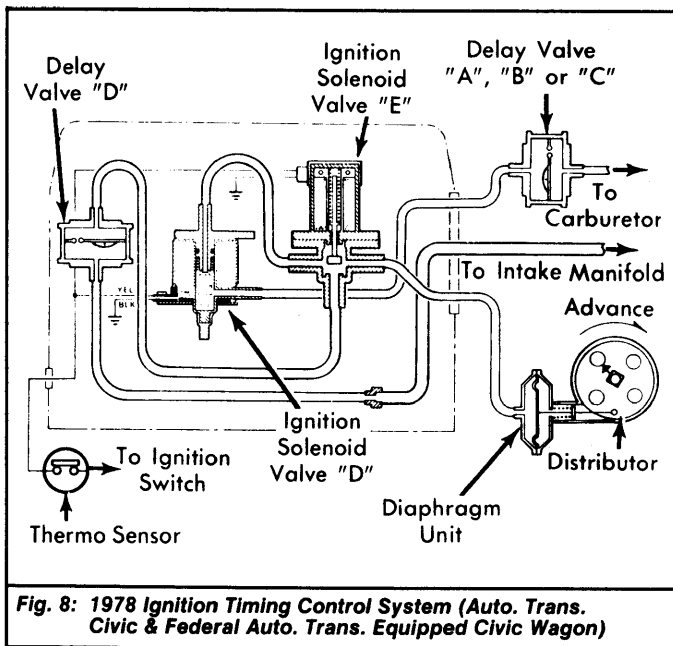 Delay
Valve "D"
Ignition
Solenoid
Valve "E"
Delay Valve
"A", "B" or "C"
To
Carburetor
To Intake Manifold
Advance
YEL
BLK
Ignition
Solenoid
Valve "D"
To Ignition
Switch
Thermo Sensor
Diaphragm
Unit
Distributor
Fig. 8: 1978 Ignition Timing Control System (Auto. Trans.
Civic & Federal Auto. Trans. Equipped Civic Wagon)